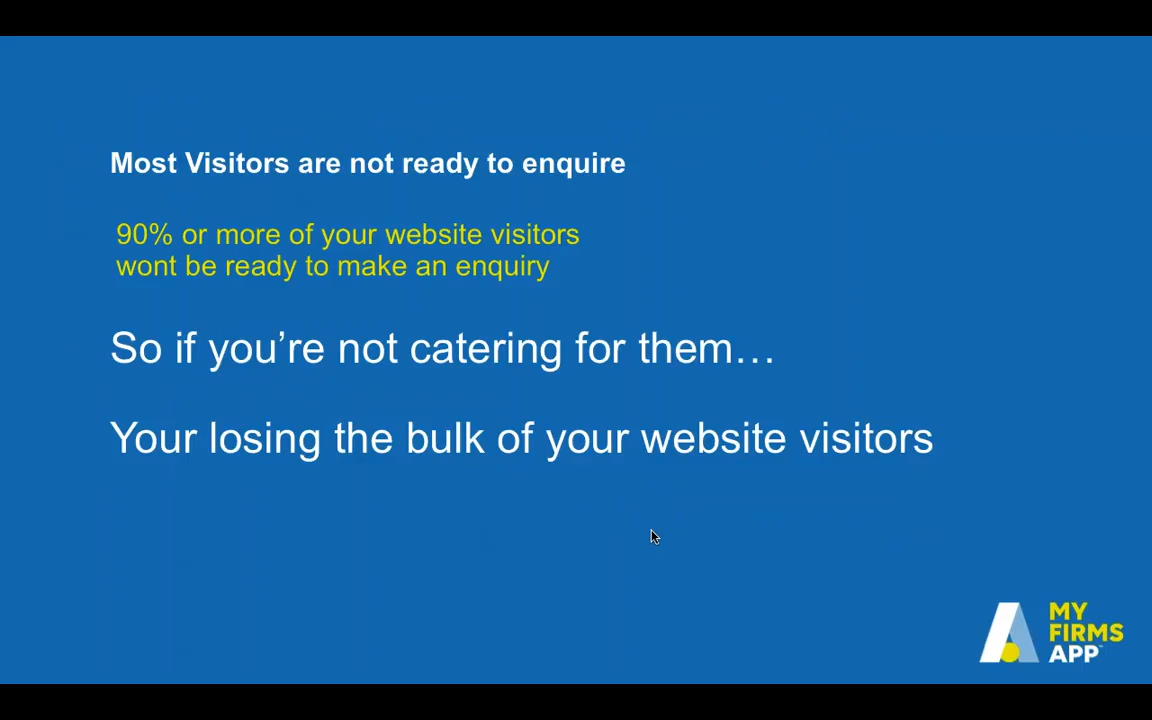 Most Visitors are not ready to enquire
90% or more of your website visitors
wont be ready to make an enquiry
So if you’re not catering for them…
Your losing the bulk of your website visitors
MY
FIRMS
APP